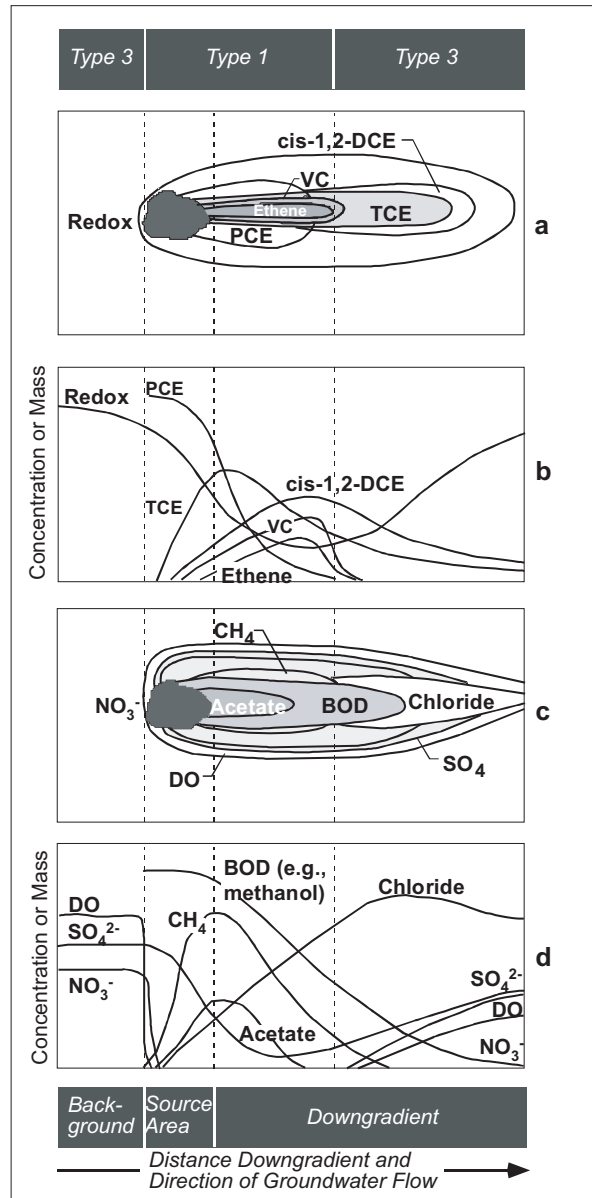 Type 3 Type 1 Type 3
cis-1,2-DCE
VC
Redox
Ethene
TCE
PCE
a
Concentration or Mass
Redox
PCE
cis-1,2-DCE
TCE
VC
Ethene
b
CH4
NO3-
Acetate
BOD
Chloride
DO
SO4
c
Concentration or Mass
BOD (e.g.,
methanol)
Chloride
DO
CH4
SO42-
NO3-
Acetate
SO42-
DO
NO3-
d
Back-
ground
Source
Area
Downgradient
Distance Downgradient and
Direction of Groundwater Flow